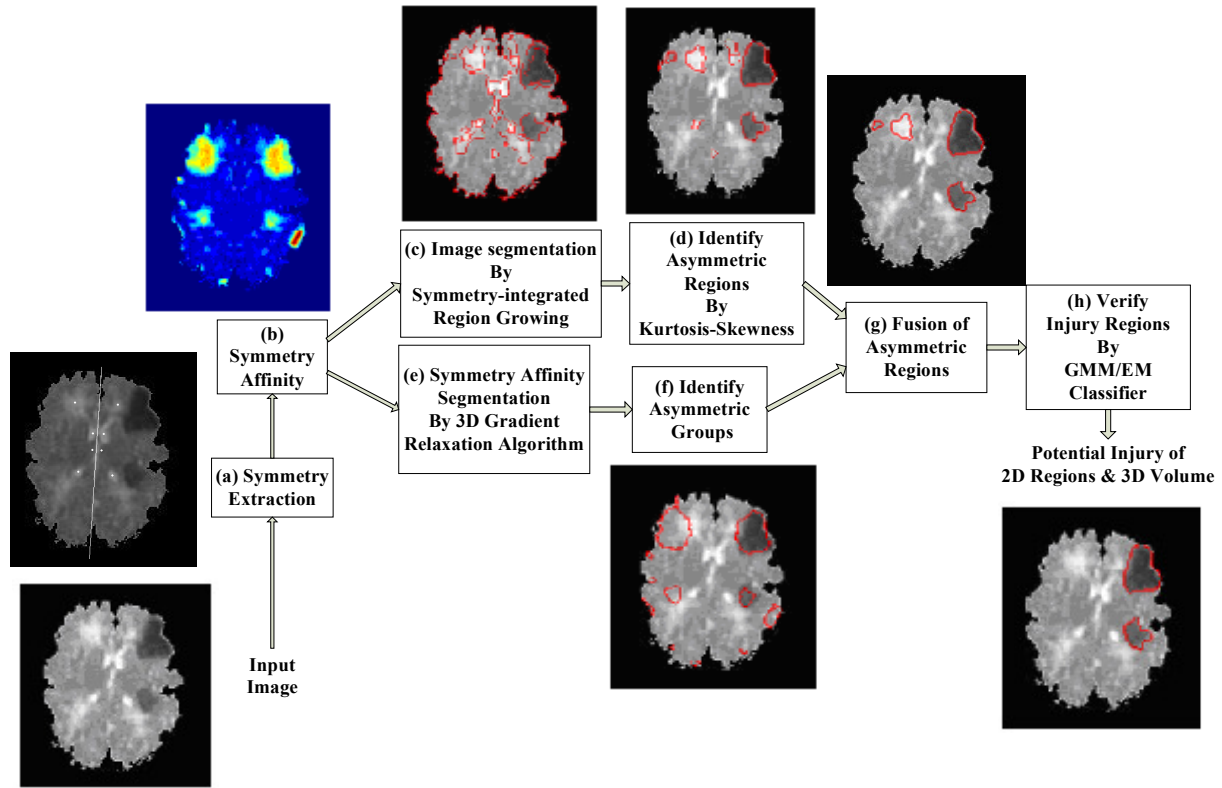 (c) Image segmentation
By
Symmetry-integrated
Region Growing
(d) Identify
Asymmetric
Regions
By
Kurtosis-Skewness
(h) Verify
Injury Regions
By
GMM/EM
Classifier
(b)
Symmetry
Affinity
(g) Fusion of
Asymmetric
Regions
(e) Symmetry Affinity
Segmentation
By 3D Gradient
Relaxation Algorithm
(f) Identify
Asymmetric
Groups
Potential Injury of
2D Regions & 3D Volume
(a) Symmetry
Extraction
Input
Image